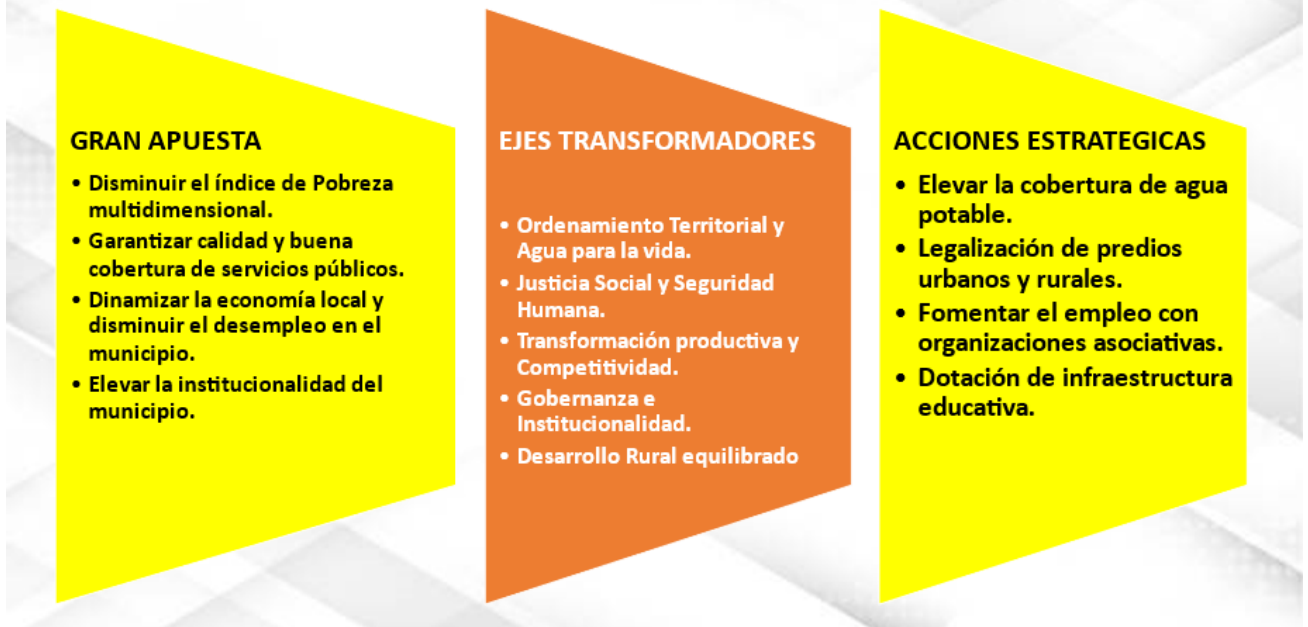 GRAN APUESTA
• Disminuir el índice de Pobreza
multidimensional.
• Garantizar calidad y buena
cobertura de servicios públicos.
• Dinamizar la economía local y
disminuir el desempleo en el
municipio.
• Elevar la institucionalidad del
municipio.
EJES TRANSFORMADORES
• Ordenamiento Territorial y
Agua para la vida.
• Justicia Social y Seguridad
Humana.
• Transformación productiva y
Competitividad.
• Gobernanza e
Institucionalidad.
• Desarrollo Rural equilibrado
ACCIONES ESTRATEGICAS
• Elevar la cobertura de agua
potable.
• Legalización de predios
urbanos y rurales.
• Fomentar el empleo con
organizaciones asociativas.
• Dotación de infraestructura
educativa.